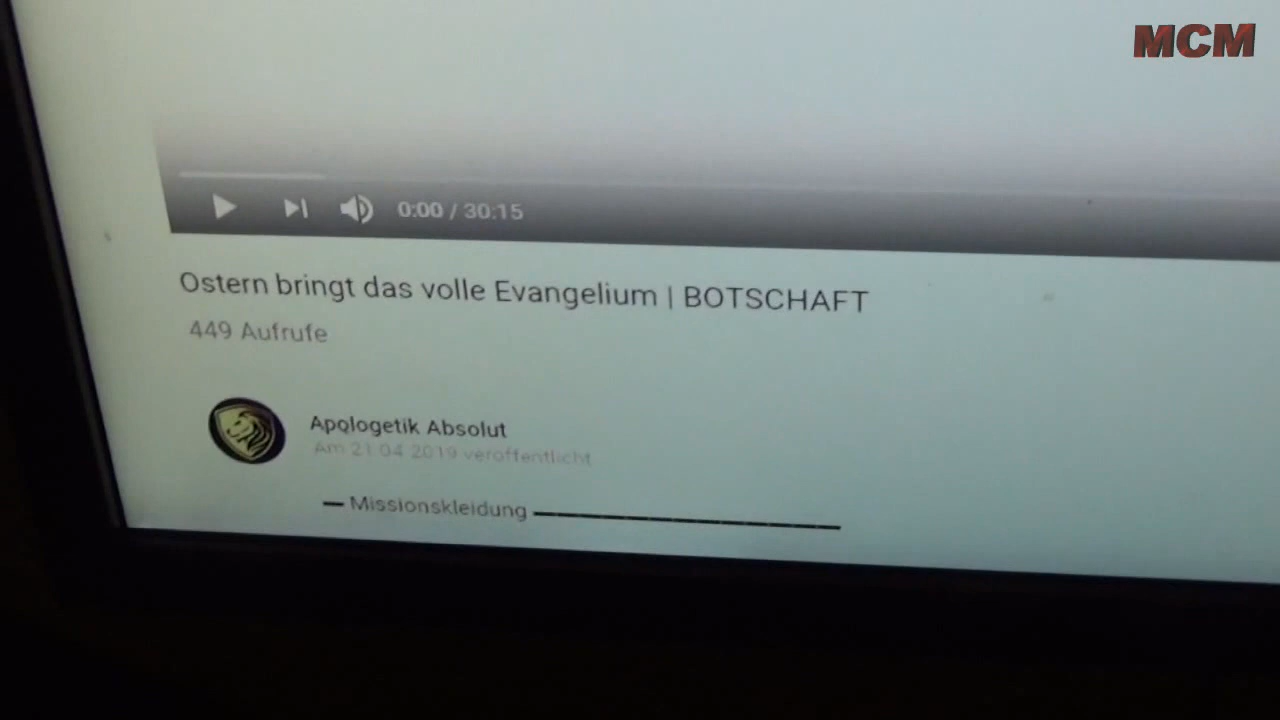 MCM
0:00 / 30:15
Ostern bringt das volle Evangelium | BOTSCHAFT
449 Aufrufe
Apologetik Absolut
Am 21.04.2019 veröffentlicht
— Missionskleidung —————————